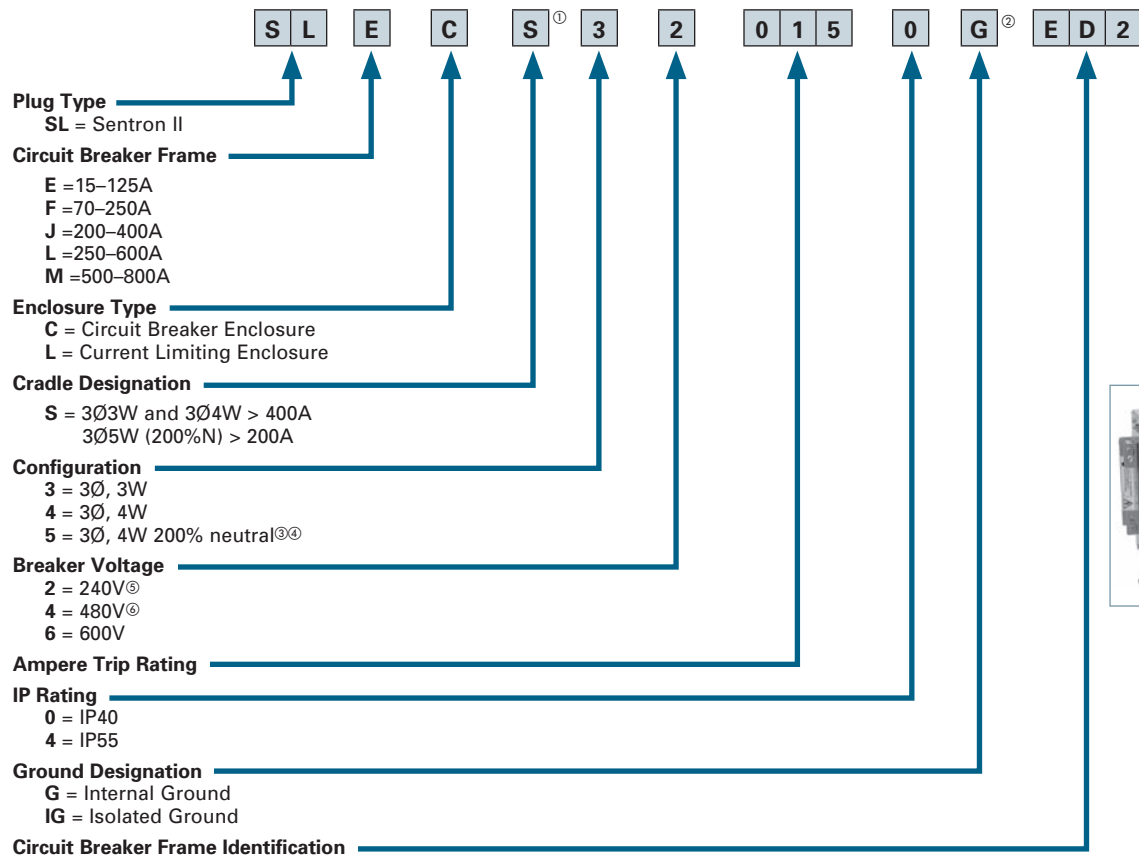 S L E C S① 3 2 0 1 5 0 G② E D 2
Plug Type
SL = Sentron II
Circuit Breaker Frame
E =15–125A
F =70–250A
J =200–400A
L =250–600A
M =500–800A
Enclosure Type
C = Circuit Breaker Enclosure
L = Current Limiting Enclosure
Cradle Designation
S = 3Ø3W and 3Ø4W > 400A
3Ø5W (200%N) > 200A
Configuration
3 = 3Ø, 3W
4 = 3Ø, 4W
5 = 3Ø, 4W 200% neutral③④
Breaker Voltage
2 = 240V⑤
4 = 480V⑥
6 = 600V
Ampere Trip Rating
IP Rating
0 = IP40
4 = IP55
Ground Designation
G = Internal Ground
IG = Isolated Ground
Circuit Breaker Frame Identification